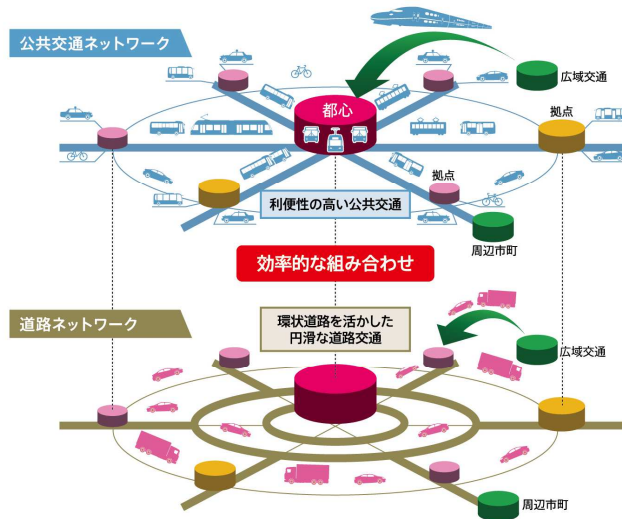 公共交通ネットワーク
広域交通
都心
拠点
拠点
利便性の高い公共交通
周辺市町
効率的な組み合わせ
道路ネットワーク
環状道路を活かした
円滑な道路交通
広域交通
周辺市町